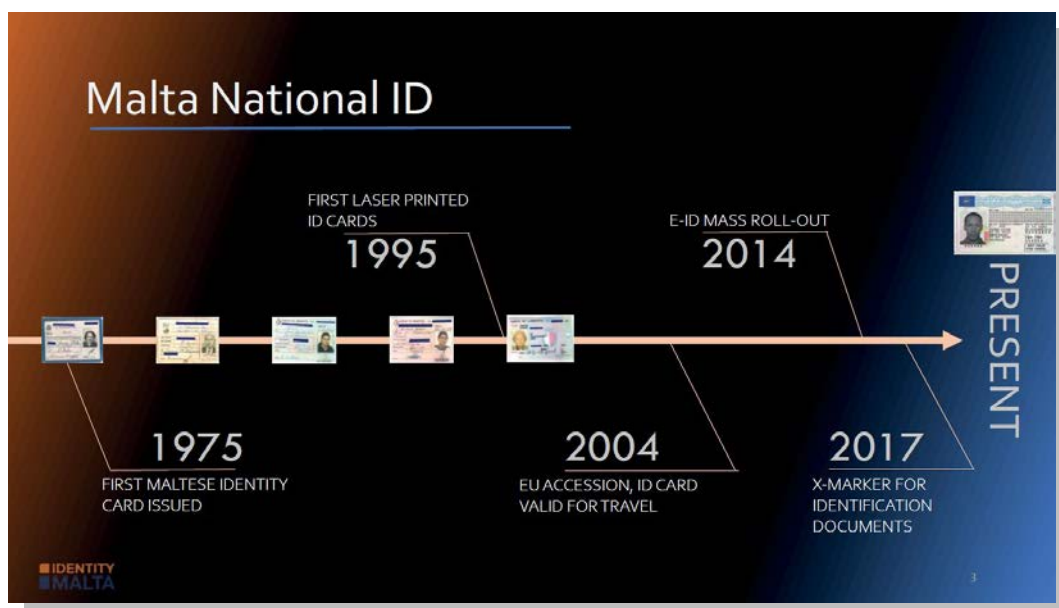 Malta National ID
FIRST LASER PRINTED
ID CARDS
1995
E-ID MASS ROLL-OUT
2014
PRESENT
1975
FIRST MALTESE IDENTITY
CARD ISSUED
2004
EU ACCESSION, ID CARD
VALID FOR TRAVEL
2017
X-MARKER FOR
IDENTIFICATION
DOCUMENTS
IDENTITY
MALTA
3